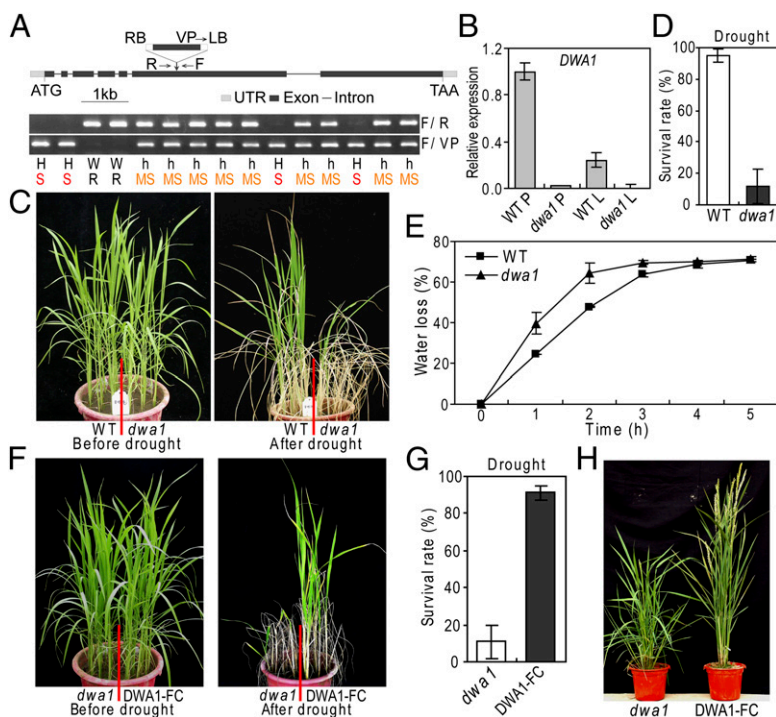 A
RB VP→LB
R F
ATG TAA
1kb UTR Exon Intron
F/R
F/VP
H H W W h h h h h H h h H h h
S S R R MS MS MS MS MS S MS MS S MS MS
B
DWA1
Relative expression
1.2
0.8
0.4
0.0
WT P dwa1 P WT L dwa1 L
D
Drought
Survival rate (%)
100
80
60
40
20
0
WT dwa1
C
WT dwa1 WT dwa1
Before drought After drought
E
WT
dwa1
Water loss (%)
80
60
40
20
0
0 1 2 3 4 5
Time (h)
F
dwa1 DWA1-FC dwa1 DWA1-FC
Before drought After drought
G
Drought
Survival rate (%)
100
80
60
40
20
0
dwa1 DWA1-FC
H
dwa1 DWA1-FC